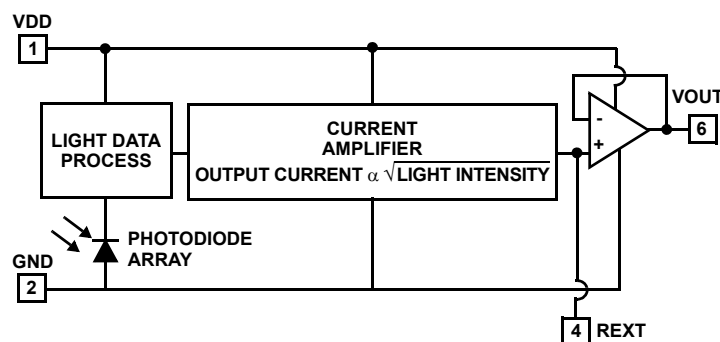 VDD
1
LIGHT DATA
PROCESS
CURRENT
AMPLIFIER
OUTPUT CURRENT α √LIGHT INTENSITY
-
+
VOUT
6
PHOTODIODE
ARRAY
GND
2
4
REXT